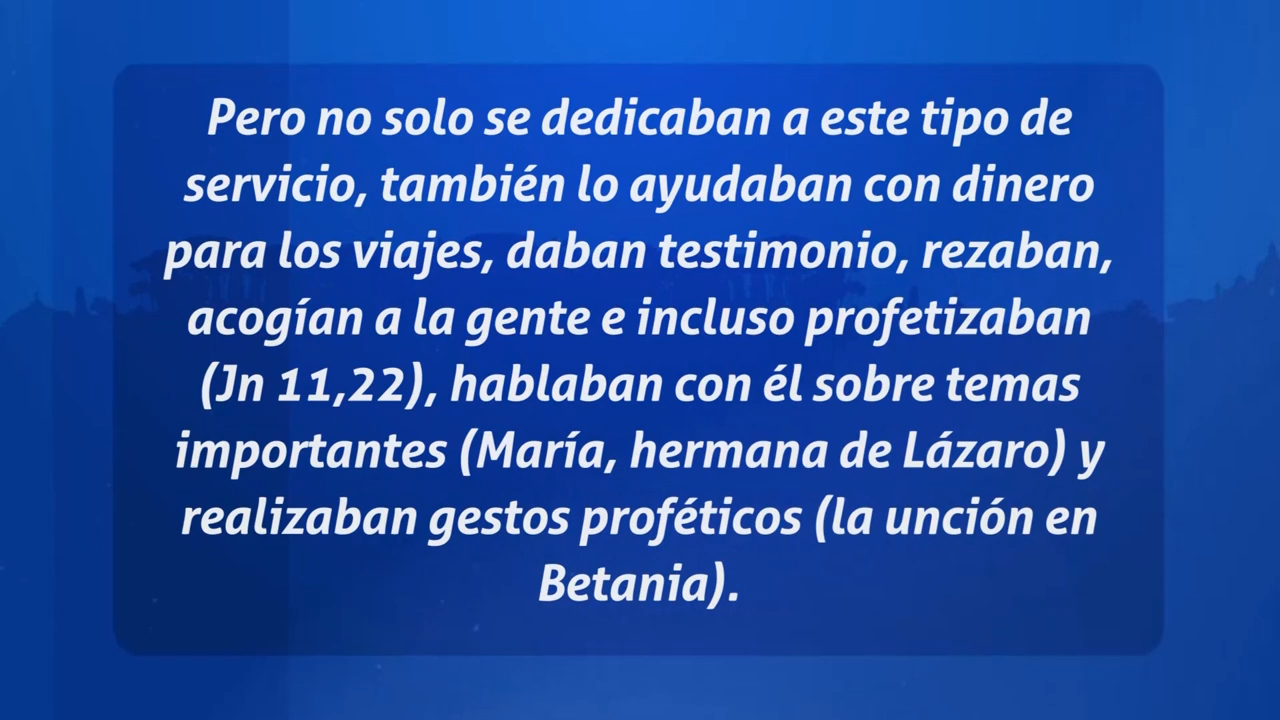 Pero no solo se dedicaban a este tipo de
servicio, también lo ayudaban con dinero
para los viajes, daban testimonio, rezaban,
acogían a la gente e incluso profetizaban
(Jn 11,22), hablaban con él sobre temas
importantes (María, hermana de Lázaro) y
realizaban gestos proféticos (la unción en
Betania).